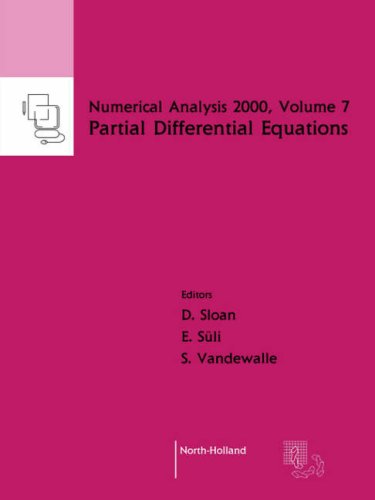 Numerical Analysis 2000, Volume 7
Partial Differential Equations
Editors
D. Sloan
E. Süli
S. Vandewalle
North-Holland